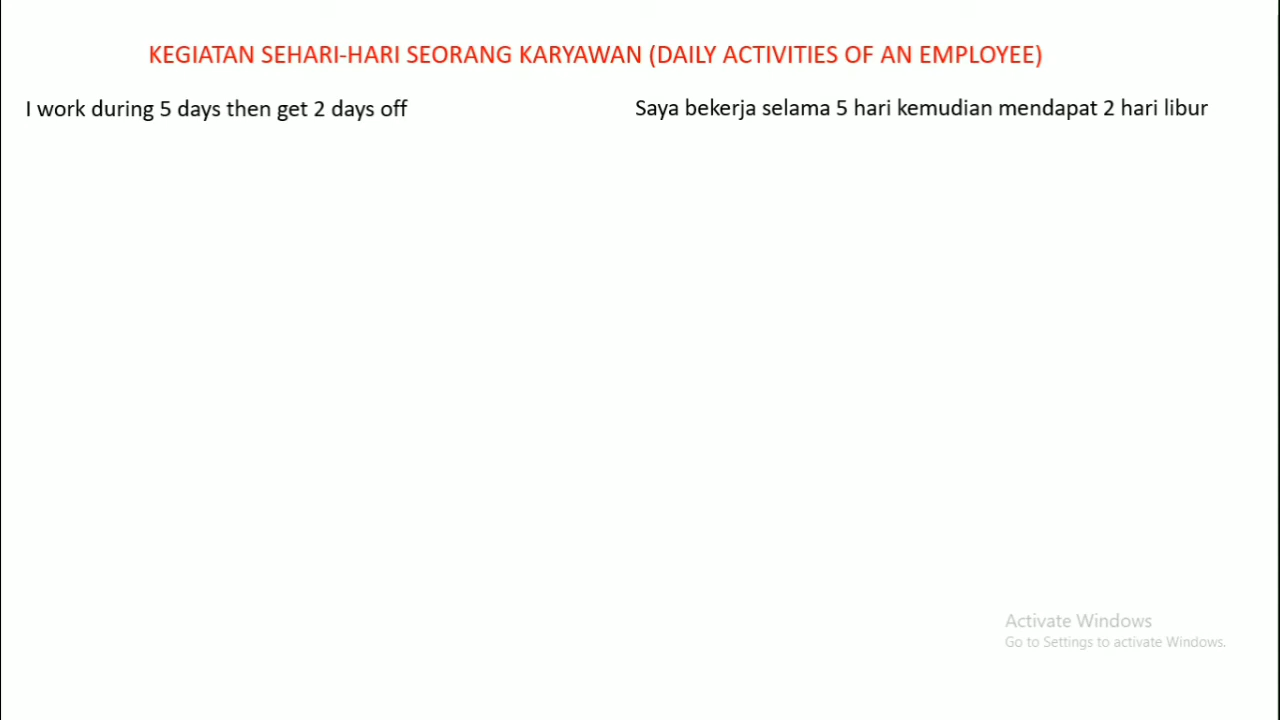 KEGIATAN SEHARI-HARI SEORANG KARYAWAN (DAILY ACTIVITIES OF AN EMPLOYEE)
I work during 5 days then get 2 days off
Saya bekerja selama 5 hari kemudian mendapat 2 hari libur
Activate Windows
Go to Settings to activate Windows.